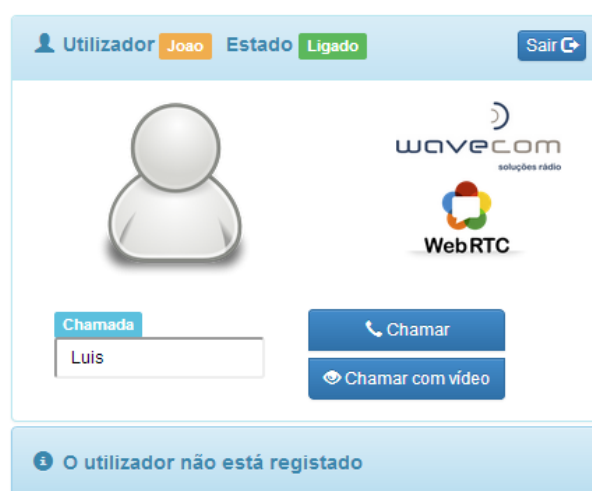 Utilizador Joao Estado Ligado Sair
wavecom
soluções rádio
WebRTC
Chamada
Luis
Chamar
Chamar com vídeo
O utilizador não está registado